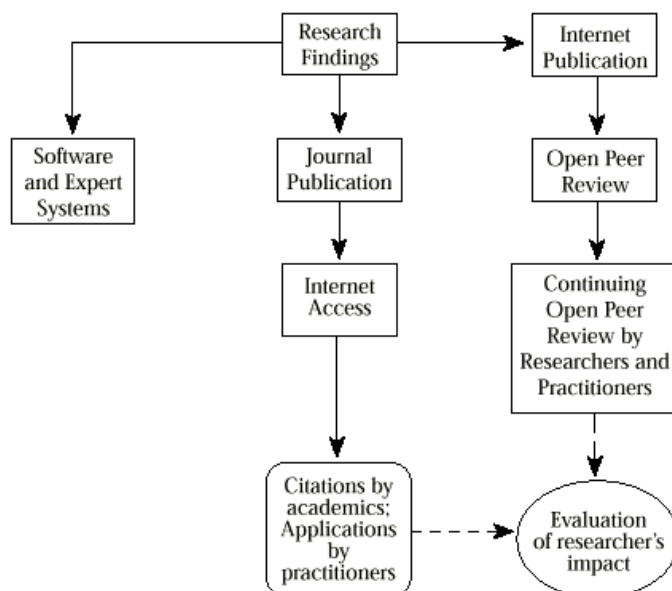 Research
Findings
Internet
Publication
Software
and Expert
Systems
Journal
Publication
Open Peer
Review
Internet
Access
Continuing
Open Peer
Review by
Researchers and
Practitioners
Citations by
academics;
Applications
by
practitioners
Evaluation
of researcher's
impact